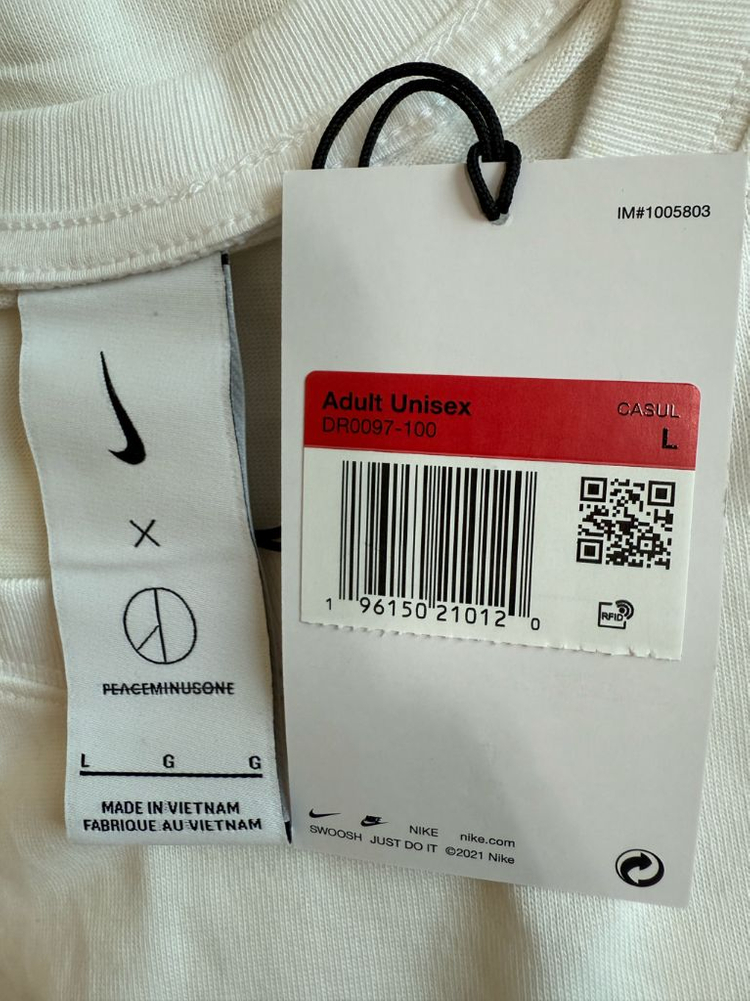 PEACEMINUSONE
L G G
MADE IN VIETNAM
FABRIQUE AU VIETNAM
IM#1005803
Adult Unisex CASUL
DR0097-100 L
1 96150 21012 0
RFID
NIKE nike.com
SWOOSH JUST DO IT ©2021 Nike